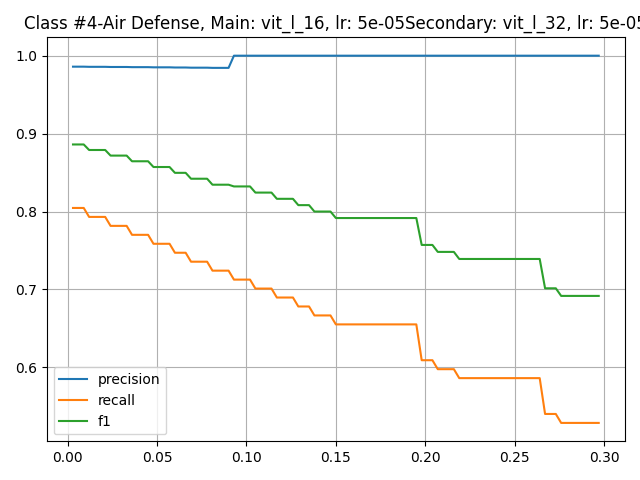 Class #4-Air Defense, Main: vit_l_16, lr: 5e-05Secondary: vit_l_32, lr: 5e-05
1.0
0.9
0.8
0.7
0.6
precision
recall
f1
0.00 0.05 0.10 0.15 0.20 0.25 0.30